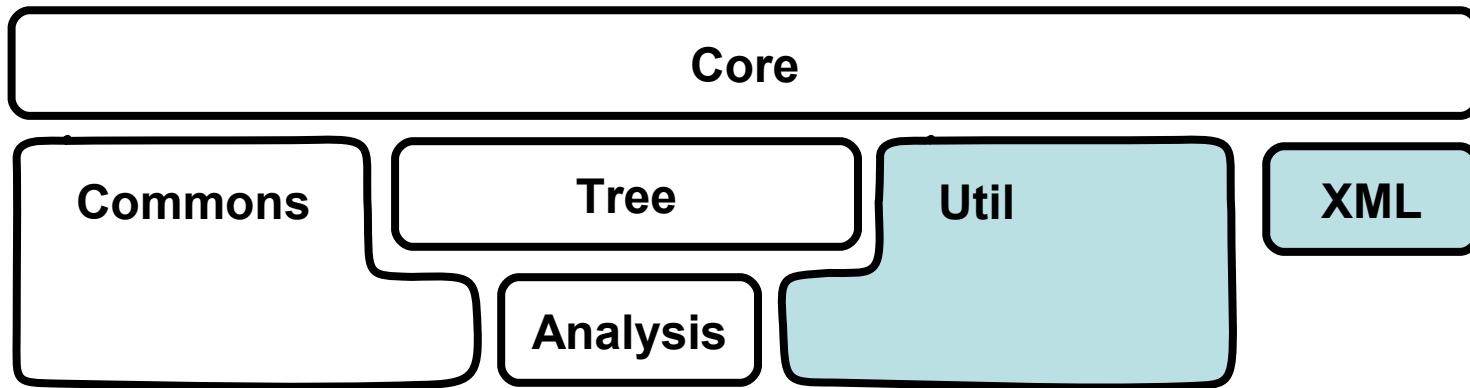 Core
Commons
Tree
Util
XML
Analysis